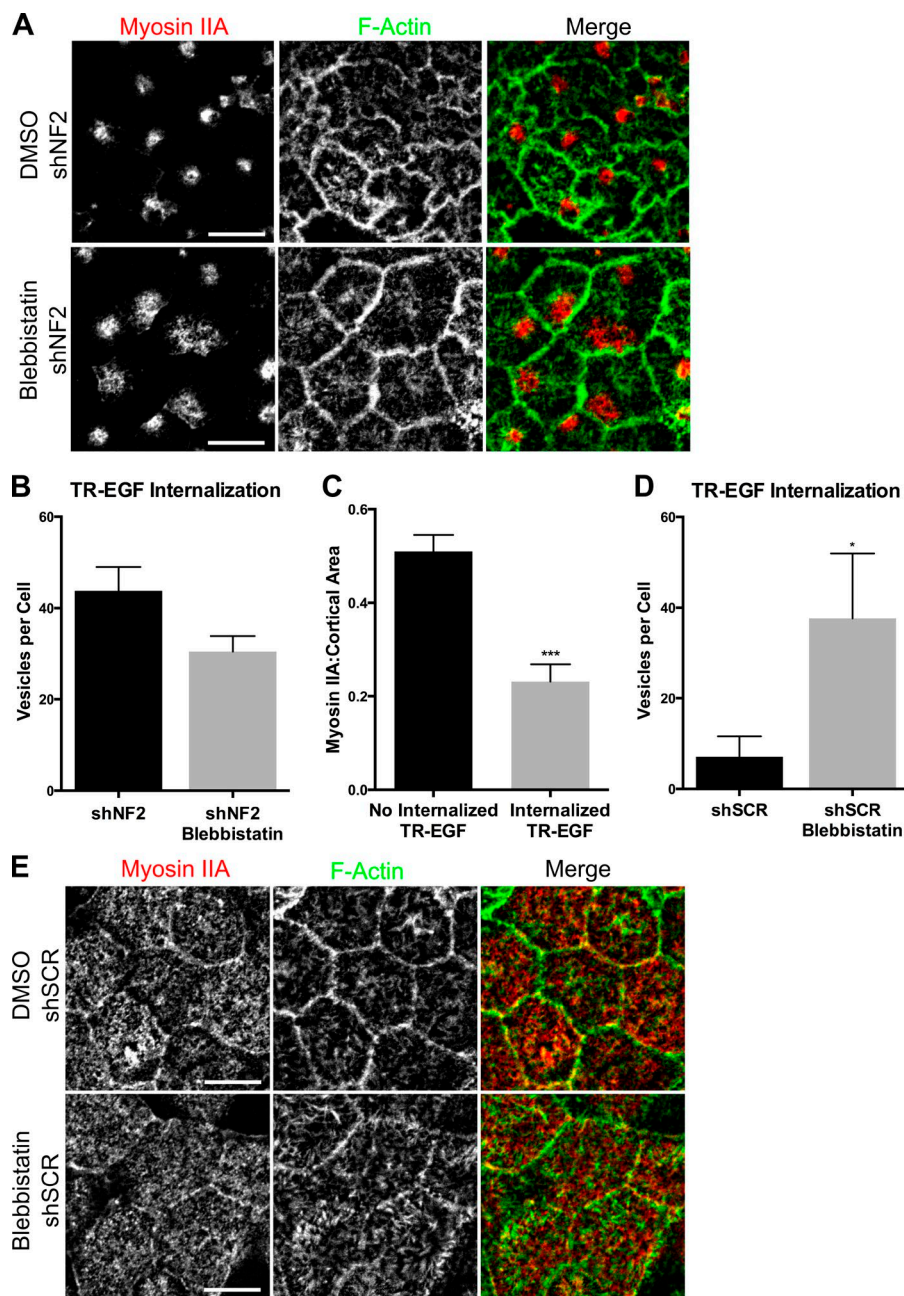 A
Myosin IIA
F-Actin
Merge
DMSO
shNF2
Blebbistatin
shNF2
B
TR-EGF Internalization
Vesicles per Cell
60
40
20
0
shNF2
shNF2
Blebbistatin
C
Myosin IIA:Cortical Area
0.6
0.4
0.2
0.0
***
No Internalized
TR-EGF
Internalized
TR-EGF
D
TR-EGF Internalization
Vesicles per Cell
60
40
20
0
*
shSCR
shSCR
Blebbistatin
E
Myosin IIA
F-Actin
Merge
DMSO
shSCR
Blebbistatin
shSCR